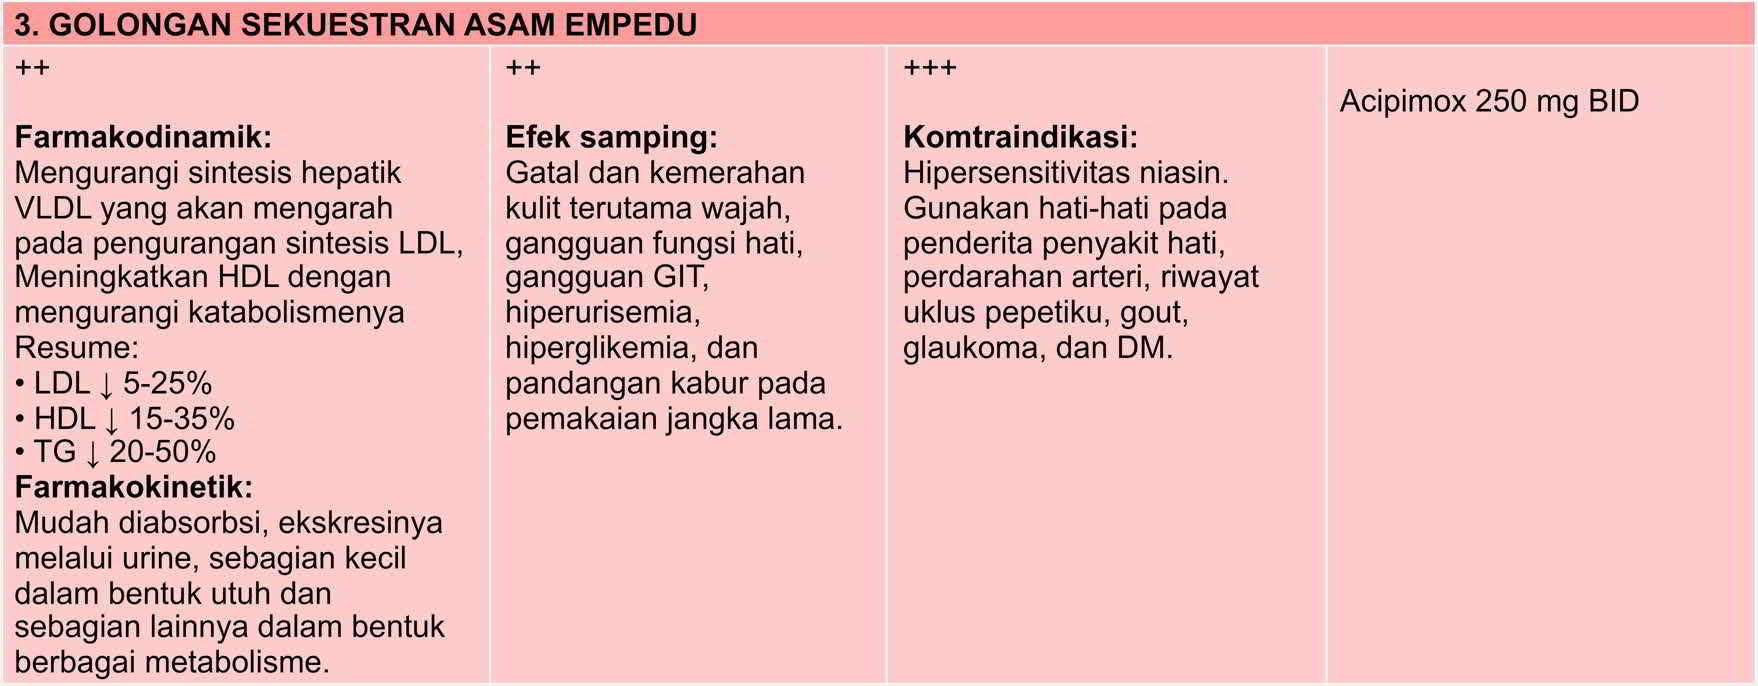 3. GOLONGAN SEKUESTRAN ASAM EMPEDU
++
Farmakodinamik:
Mengurangi sintesis hepatik
VLDL yang akan mengarah
pada pengurangan sintesis LDL,
Meningkatkan HDL dengan
mengurangi katabolismenya
Resume:
• LDL ↓ 5-25%
• HDL ↓ 15-35%
• TG ↓ 20-50%
Farmakokinetik:
Mudah diabsorbsi, ekskresinya
melalui urine, sebagian kecil
dalam bentuk utuh dan
sebagian lainnya dalam bentuk
berbagai metabolisme.
++
Efek samping:
Gatal dan kemerahan
kulit terutama wajah,
gangguan fungsi hati,
gangguan GIT,
hiperurisemia,
hiperglikemia, dan
pandangan kabur pada
pemakaian jangka lama.
+++
Komtraindikasi:
Hipersensitivitas niasin.
Gunakan hati-hati pada
penderita penyakit hati,
perdarahan arteri, riwayat
uklus pepetiku, gout,
glaukoma, dan DM.
Acipimox 250 mg BID